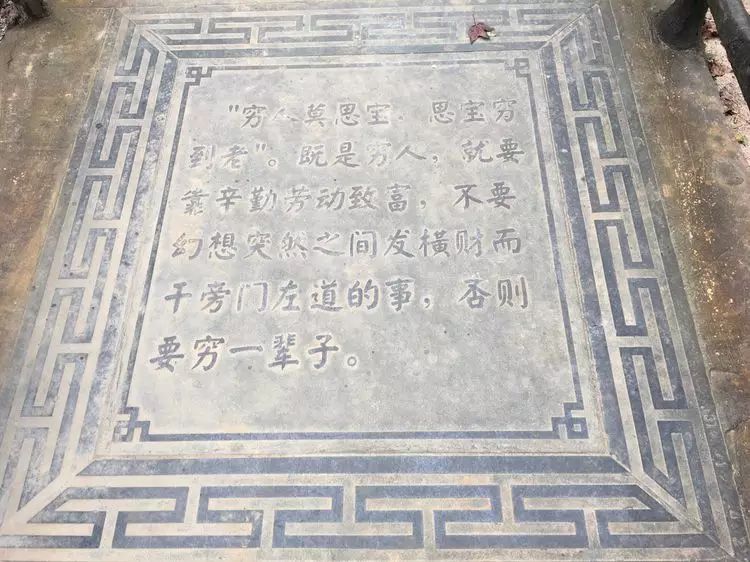 "穷人莫思宝，思宝穷
到老"。既是穷人，就要
靠辛勤劳动致富，不要
幻想突然之间发横财而
干旁门左道的事，否则
要穷一辈子。